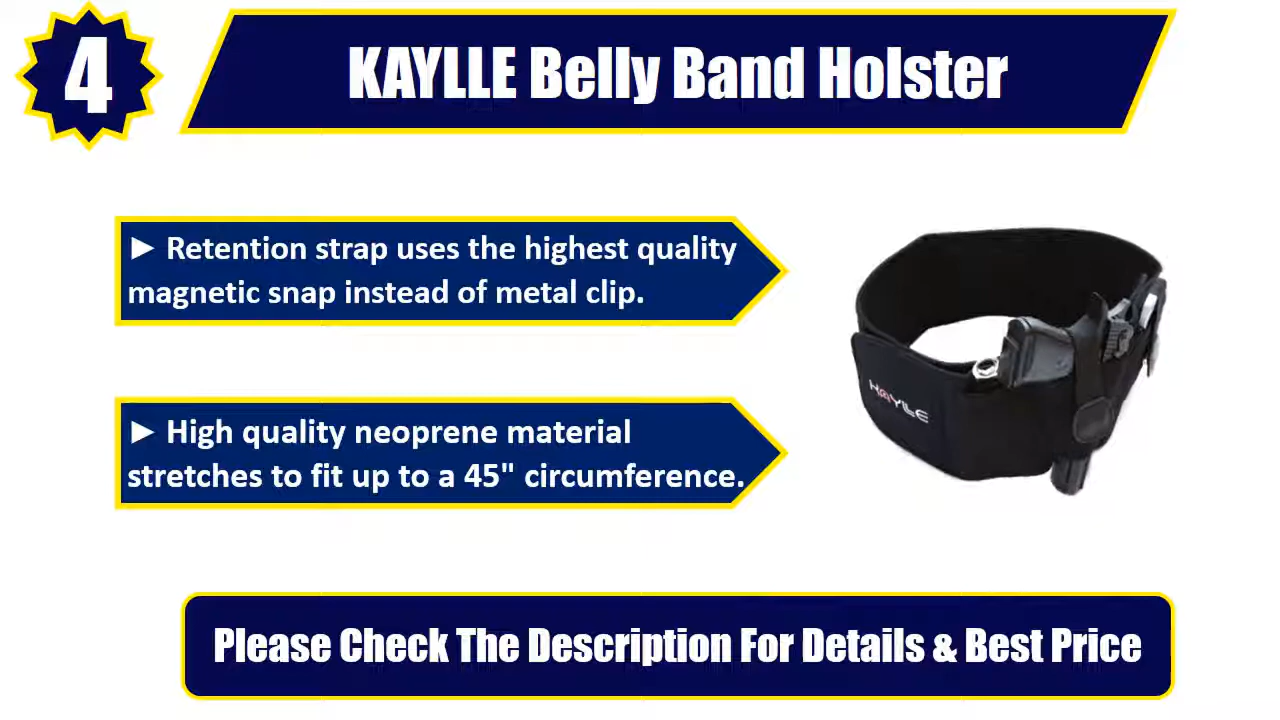 4
KAYLLE Belly Band Holster
► Retention strap uses the highest quality
magnetic snap instead of metal clip.
KAYLLE
► High quality neoprene material
stretches to fit up to a 45" circumference.
Please Check The Description For Details & Best Price